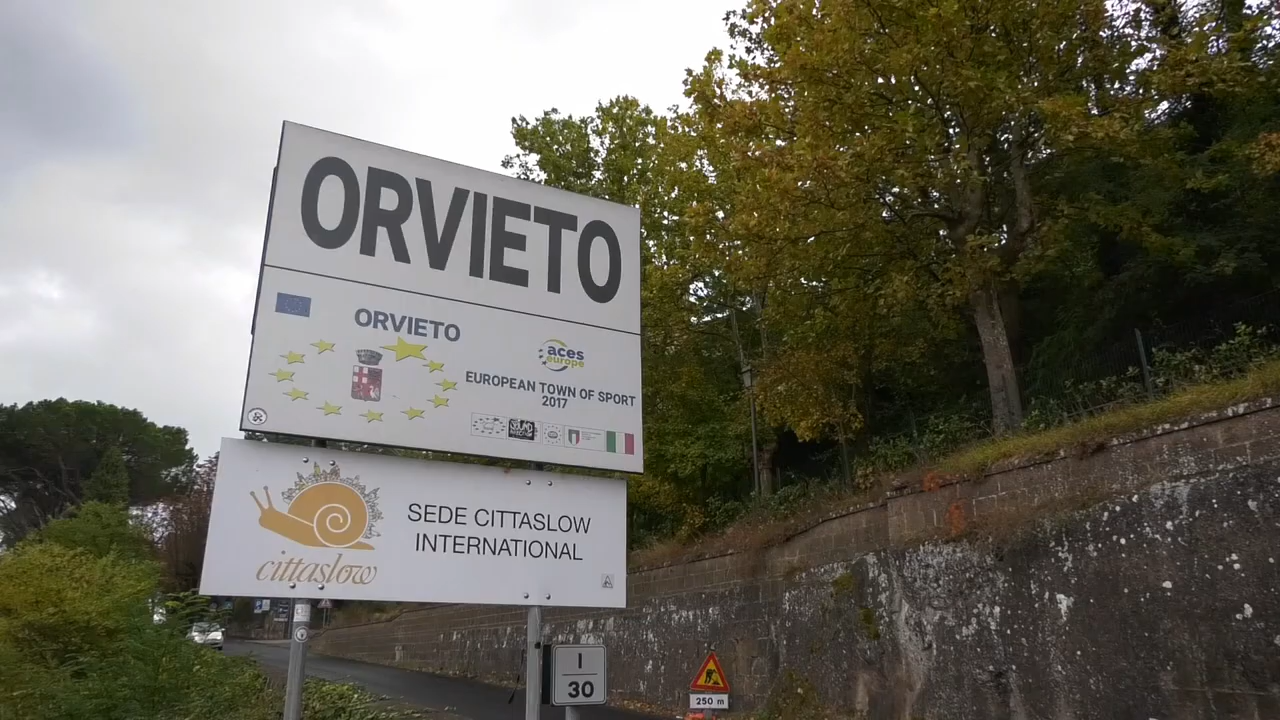 ORVIETO
ORVIETO
aces
europe
EUROPEAN TOWN OF SPORT
2017
SEDE CITTASLOW
INTERNATIONAL
cittaslow
I
30
250 m